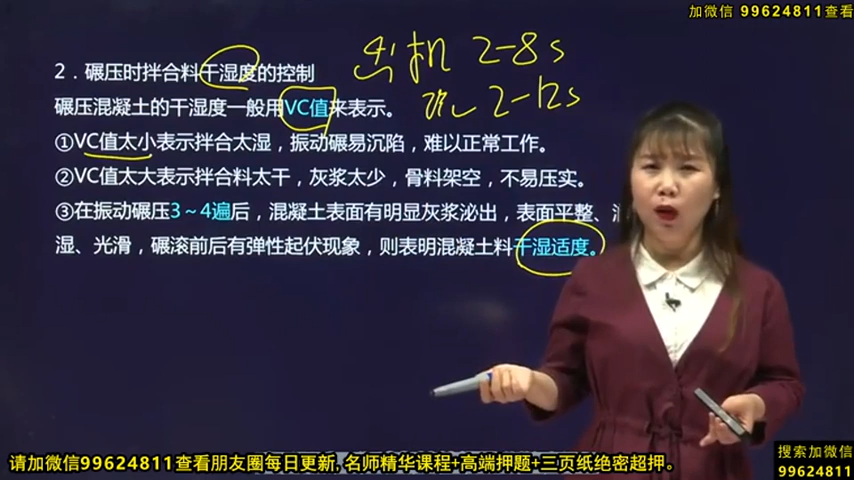 加微信 99624811查看
出机 2-8s
2-12s
2．碾压时拌合料干湿度的控制
碾压混凝土的干湿度一般用VC值来表示。
①VC值太小表示拌合太湿，振动碾易沉陷，难以正常工作。
②VC值太大表示拌合料太干，灰浆太少，骨料架空，不易压实。
③在振动碾压3～4遍后，混凝土表面有明显灰浆泌出，表面平整、
湿、光滑，碾滚前后有弹性起伏现象，则表明混凝土料干湿适度。
搜索加微信
99624811
请加微信99624811查看朋友圈每日更新,名师精华课程+高端押题+三页纸绝密超押。